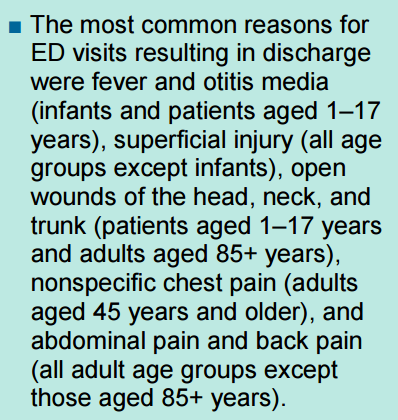 ■ The most common reasons for
ED visits resulting in discharge
were fever and otitis media
(infants and patients aged 1–17
years), superficial injury (all age
groups except infants), open
wounds of the head, neck, and
trunk (patients aged 1–17 years
and adults aged 85+ years),
nonspecific chest pain (adults
aged 45 years and older), and
abdominal pain and back pain
(all adult age groups except
those aged 85+ years).